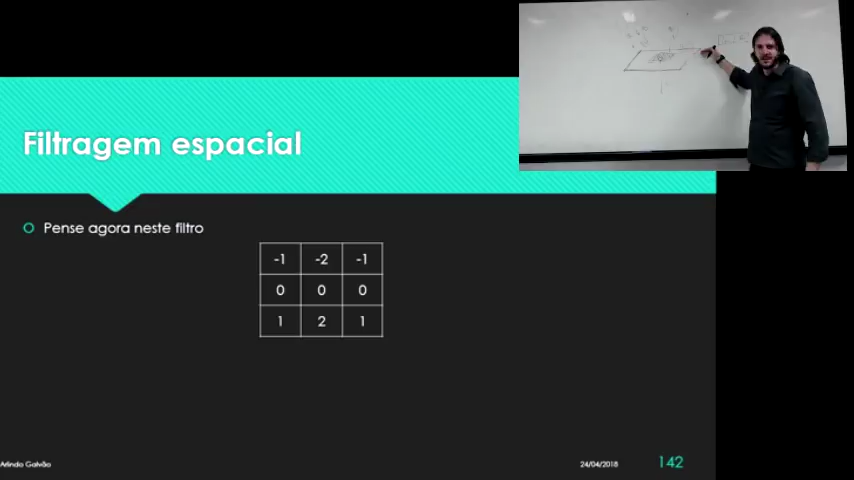 Filtragem espacial
Pense agora neste filtro
-1 -2 -1
0 0 0
1 2 1
Arlindo Galvão
24/04/2018
142